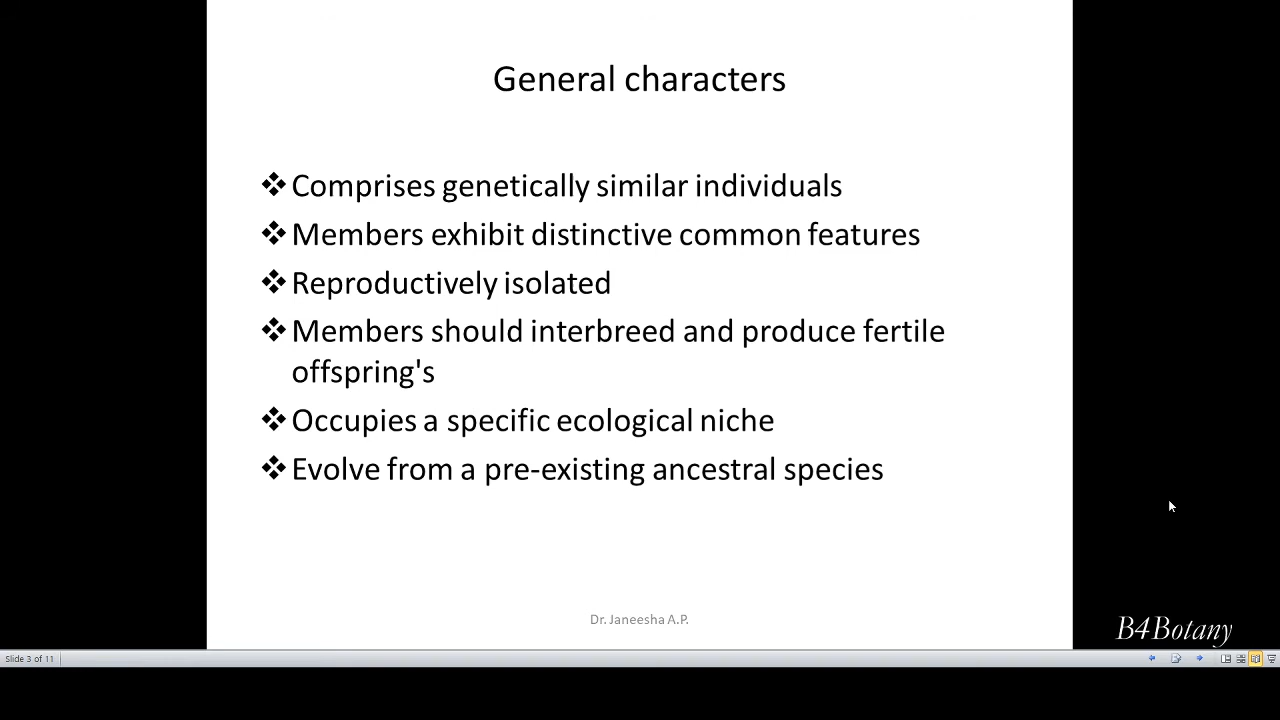 General characters
❖Comprises genetically similar individuals
❖Members exhibit distinctive common features
❖Reproductively isolated
❖Members should interbreed and produce fertile
offspring's
❖Occupies a specific ecological niche
❖Evolve from a pre-existing ancestral species
Dr. Janeesha A.P.
B4Botany
Slide 3 of 11